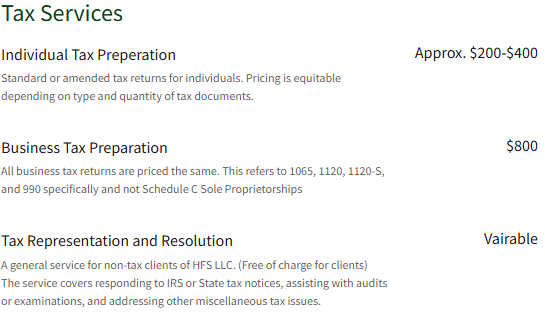 Tax Services
Individual Tax Preperation
Approx. $200-$400
Standard or amended tax returns for individuals. Pricing is equitable
depending on type and quantity of tax documents.
Business Tax Preparation
$800
All business tax returns are priced the same. This refers to 1065, 1120, 1120-S,
and 990 specifically and not Schedule C Sole Proprietorships
Tax Representation and Resolution
Vairable
A general service for non-tax clients of HFS LLC. (Free of charge for clients)
The service covers responding to IRS or State tax notices, assisting with audits
or examinations, and addressing other miscellaneous tax issues.